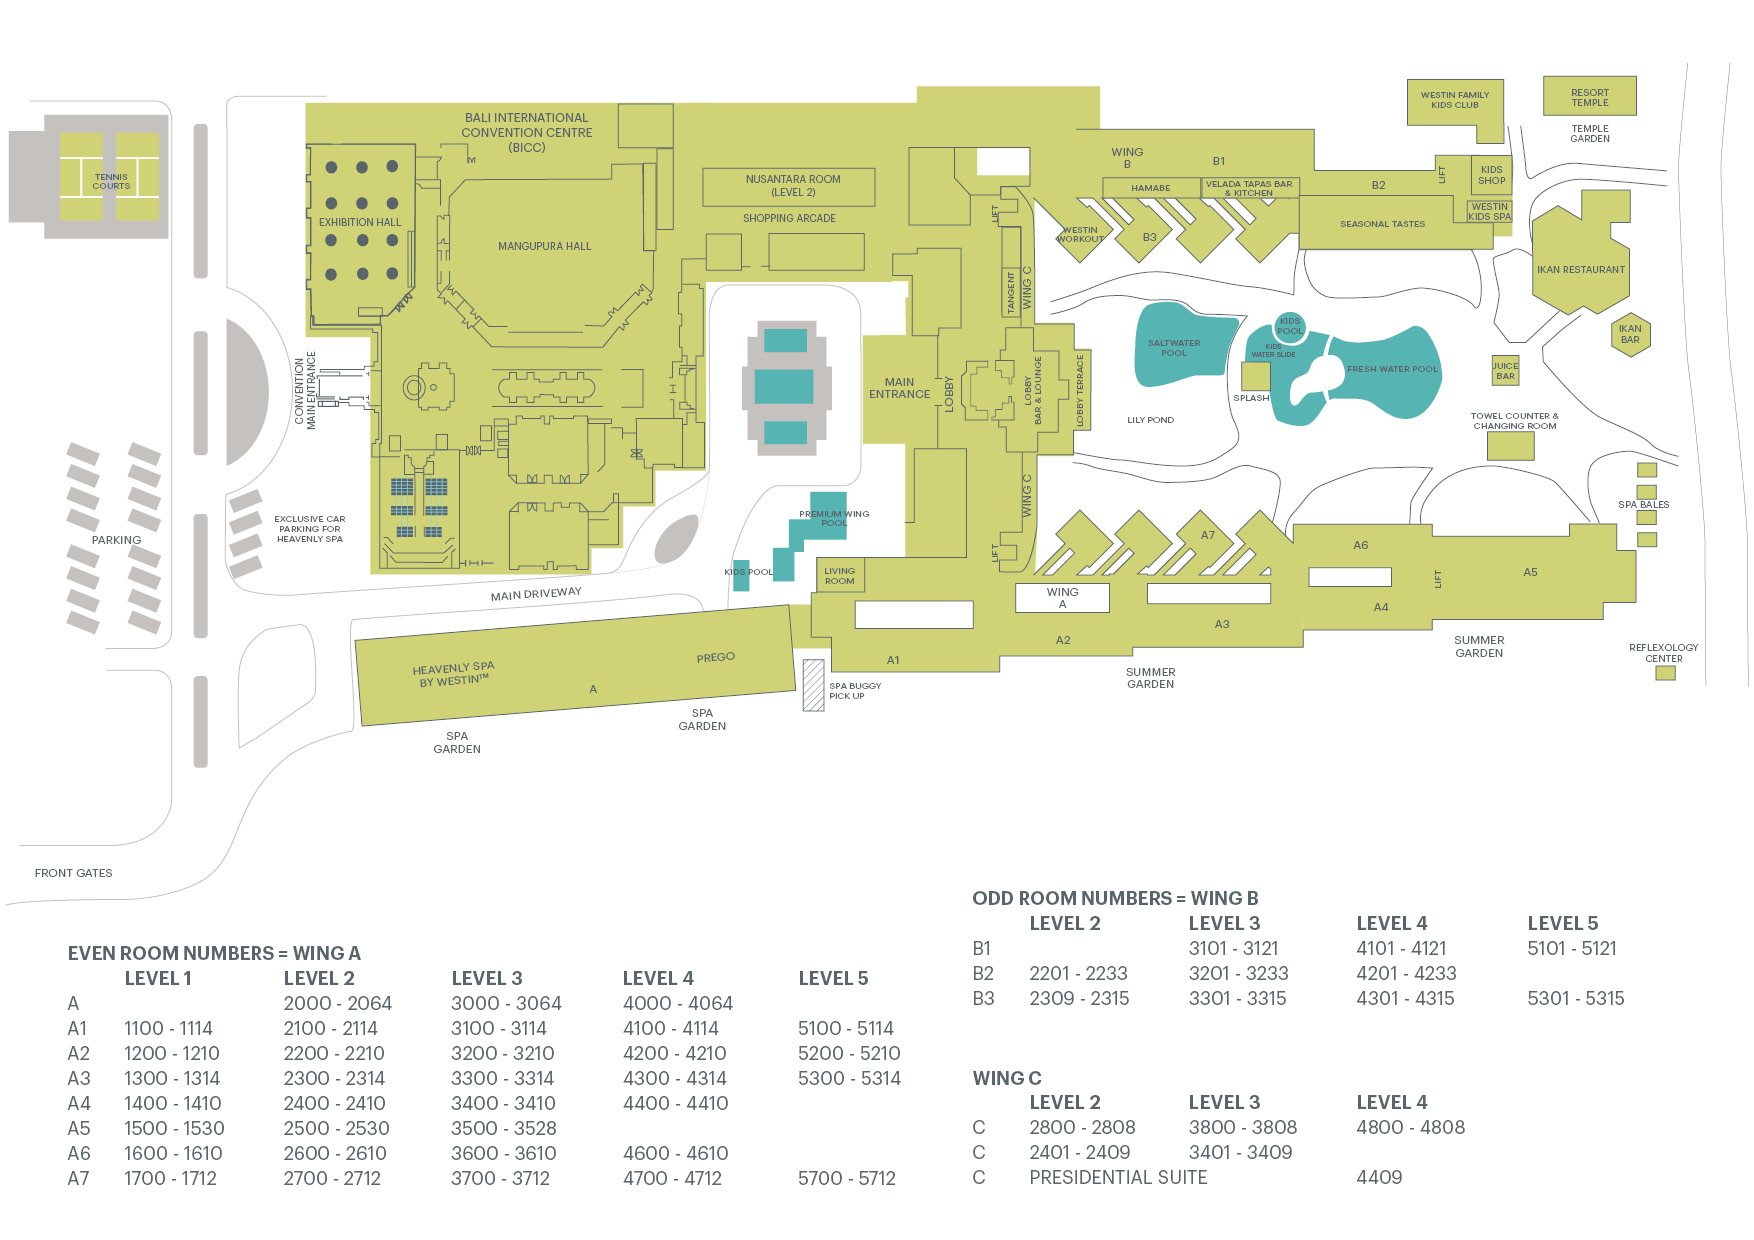 BALI INTERNATIONAL
CONVENTION CENTRE
(BICC)
TENNIS
COURTS
EXHIBITION HALL
MANGUPURA HALL
NUSANTARA ROOM
(LEVEL 2)
SHOPPING ARCADE
CONVENTION
MAIN ENTRANCE
EXCLUSIVE CAR
PARKING FOR
HEAVENLY SPA
PARKING
MAIN DRIVEWAY
FRONT GATES
HEAVENLY SPA
BY WESTIN™
PREGO
A
SPA
GARDEN
SPA
GARDEN
SPA BUGGY
PICK UP
PREMIUM WING
POOL
KIDS POOL
LIVING
ROOM
MAIN
ENTRANCE
LOBBY
LOBBY
BAR & LOUNGE
LOBBY TERRACE
LIFT
TANGENT
WING C
WING C
LIFT
WING
B
B1
HAMABE
VELADA TAPAS BAR
& KITCHEN
WESTIN
WORKOUT
B3
B2
LIFT
SEASONAL TASTES
KIDS
SHOP
WESTIN
KIDS SPA
WESTIN FAMILY
KIDS CLUB
RESORT
TEMPLE
TEMPLE
GARDEN
IKAN RESTAURANT
IKAN
BAR
JUICE
BAR
SALTWATER
POOL
KIDS
POOL
KIDS
WATER SLIDE
FRESH WATER POOL
SPLASH
LILY POND
TOWEL COUNTER &
CHANGING ROOM
SPA BALES
A7
A6
A5
LIFT
A4
WING
A
A3
A2
A1
SUMMER
GARDEN
SUMMER
GARDEN
REFLEXOLOGY
CENTER
EVEN ROOM NUMBERS = WING A
LEVEL 1 LEVEL 2 LEVEL 3 LEVEL 4 LEVEL 5
A 2000 - 2064 3000 - 3064 4000 - 4064
A1 1100 - 1114 2100 - 2114 3100 - 3114 4100 - 4114 5100 - 5114
A2 1200 - 1210 2200 - 2210 3200 - 3210 4200 - 4210 5200 - 5210
A3 1300 - 1314 2300 - 2314 3300 - 3314 4300 - 4314 5300 - 5314
A4 1400 - 1410 2400 - 2410 3400 - 3410 4400 - 4410
A5 1500 - 1530 2500 - 2530 3500 - 3528
A6 1600 - 1610 2600 - 2610 3600 - 3610 4600 - 4610
A7 1700 - 1712 2700 - 2712 3700 - 3712 4700 - 4712 5700 - 5712
ODD ROOM NUMBERS = WING B
LEVEL 2 LEVEL 3 LEVEL 4 LEVEL 5
B1 3101 - 3121 4101 - 4121 5101 - 5121
B2 2201 - 2233 3201 - 3233 4201 - 4233
B3 2309 - 2315 3301 - 3315 4301 - 4315 5301 - 5315
WING C
LEVEL 2 LEVEL 3 LEVEL 4
C 2800 - 2808 3800 - 3808 4800 - 4808
C 2401 - 2409 3401 - 3409
C PRESIDENTIAL SUITE 4409